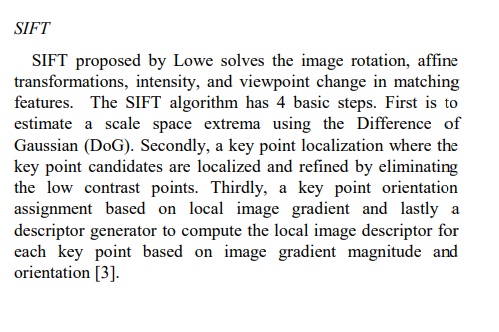 SIFT
SIFT proposed by Lowe solves the image rotation, affine
transformations, intensity, and viewpoint change in matching
features. The SIFT algorithm has 4 basic steps. First is to
estimate a scale space extrema using the Difference of
Gaussian (DoG). Secondly, a key point localization where the
key point candidates are localized and refined by eliminating
the low contrast points. Thirdly, a key point orientation
assignment based on local image gradient and lastly a
descriptor generator to compute the local image descriptor for
each key point based on image gradient magnitude and
orientation [3].